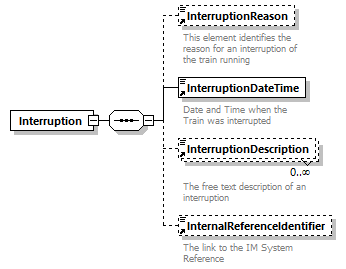 InterruptionReason
This element identifies the
reason for an interruption of
the train running
InterruptionDateTime
Date and Time when the
Train was interrupted
Interruption
InterruptionDescription
0..∞
The free text description of an
interruption
InternalReferenceIdentifier
The link to the IM System
Reference